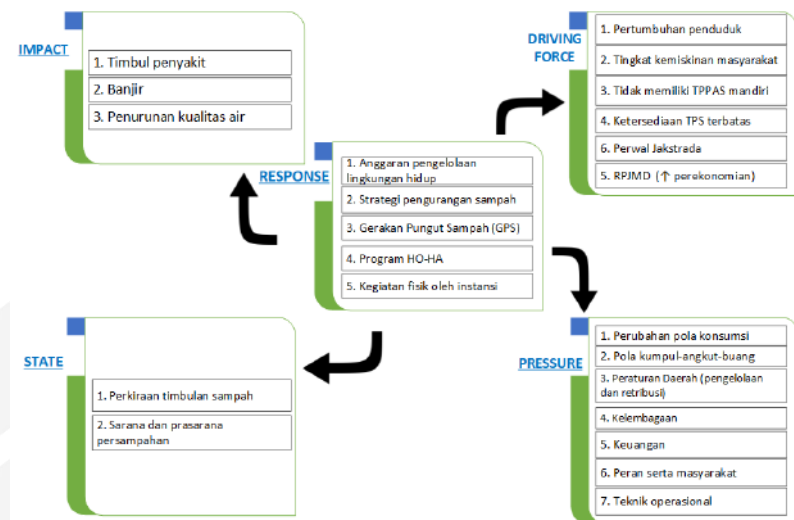 IMPACT
1. Timbul penyakit
2. Banjir
3. Penurunan kualitas air
DRIVING
FORCE
1. Pertumbuhan penduduk
2. Tingkat kemiskinan masyarakat
3. Tidak memiliki TPPAS mandiri
4. Ketersediaan TPS terbatas
6. Perwal Jakstrada
5. RPJMD (↑ perekonomian)
RESPONSE
1. Anggaran pengelolaan
lingkungan hidup
2. Strategi pengurangan sampah
3. Gerakan Pungut Sampah (GPS)
4. Program HO-HA
5. Kegiatan fisik oleh instansi
STATE
1. Perkiraan timbulan sampah
2. Sarana dan prasarana
persampahan
PRESSURE
1. Perubahan pola konsumsi
2. Pola kumpul-angkut-buang
3. Peraturan Daerah (pengelolaan
dan retribusi)
4. Kelembagaan
5. Keuangan
6. Peran serta masyarakat
7. Teknik operasional